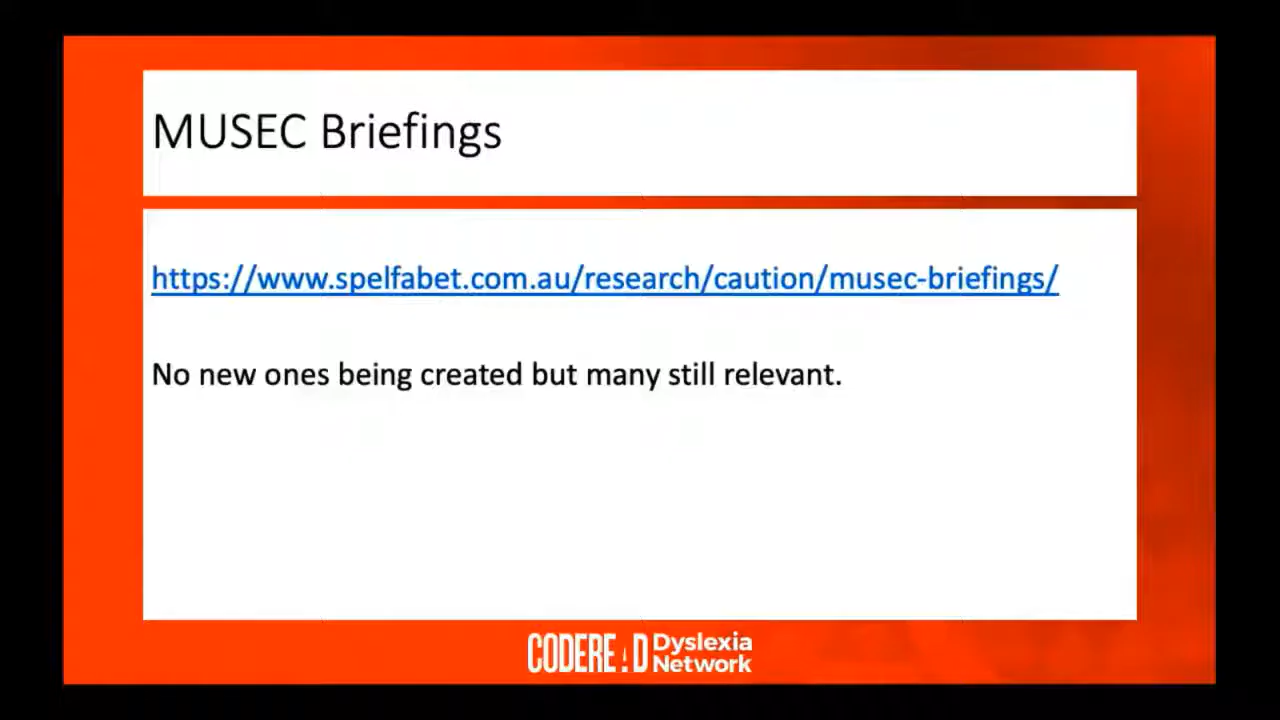 MUSEC Briefings
https://www.spelfabet.com.au/research/caution/musec-briefings/
No new ones being created but many still relevant.
CODEREAD Dyslexia
Network